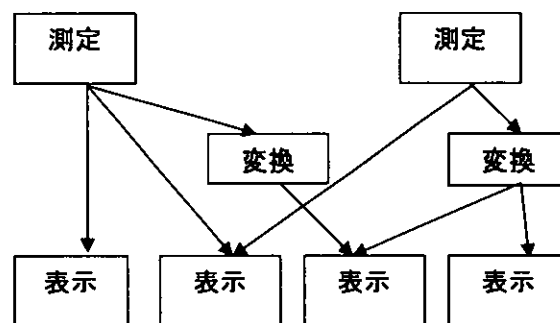 測定 測定
変換 変換
表示 表示 表示 表示